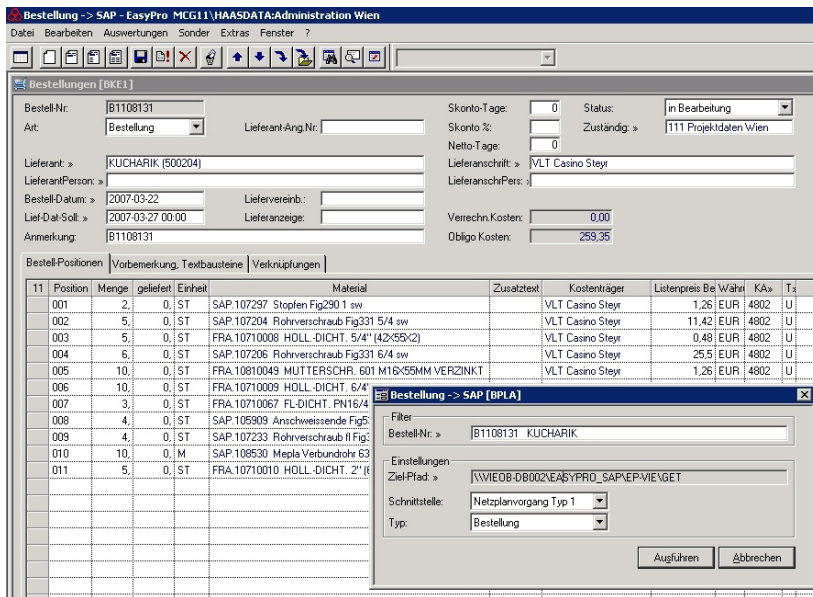 Bestellung -> SAP - EasyPro MCG11\HAASDATA:Administration Wien
Datei Bearbeiten Auswertungen Sonder Extras Fenster ?
Bestellungen [BKE1]
Bestell-Nr: B1108131 Skonto-Tage: 0 Status: in Bearbeitung
Art: Bestellung Lieferant-Ang.Nr: Skonto %: Zuständig: » 111 Projektdaten Wien
Netto-Tage: 0
Lieferant: » KUCHARIK (500204) Lieferanschrift: » VLT Casino Steyr
LieferantPerson: » LieferanschrPers: »
Bestell-Datum: » 2007-03-22 Liefervereinb.:
Lief-Dat-Soll: » 2007-03-27 00:00 Lieferanzeige: Verrechn.Kosten: 0,00
Anmerkung: B1108131 Obligo Kosten: 259,35
Bestell-Positionen Vorbemerkung, Textbausteine Verknüpfungen
11 Position Menge geliefert Einheit Material Zusatztext Kostenträger Listenpreis Be Währ KA» T»
001 2, 0, ST SAP.107297 Stopfen Fig290 1 sw VLT Casino Steyr 1,26 EUR 4802 U
002 5, 0, ST SAP.107204 Rohrverschraub Fig331 5/4 sw VLT Casino Steyr 11,42 EUR 4802 U
003 5, 0, ST FRA.10710008 HOLL.-DICHT. 5/4" (42X55X2) VLT Casino Steyr 0,48 EUR 4802 U
004 6, 0, ST SAP.107206 Rohrverschraub Fig331 6/4 sw VLT Casino Steyr 25,5 EUR 4802 U
005 10, 0, ST FRA.10810049 MUTTERSCHR. 601 M16X55MM VERZINKT VLT Casino Steyr 1,26 EUR 4802 U
006 10, 0, ST FRA.10710009 HOLL.-DICHT. 6/4"
007 3, 0, ST FRA.10710067 FL-DICHT. PN16/4
008 4, 0, ST SAP.105909 Anschweissende Fig5
009 4, 0, ST SAP.107233 Rohrverschraub fl Fig3
010 10, 0, M SAP.108530 Mepla Verbundrohr 63
011 5, 0, ST FRA.10710010 HOLL.-DICHT. 2" (6
Bestellung -> SAP [BPLA]
Filter
Bestell-Nr: » B1108131 KUCHARIK
Einstellungen
Ziel-Pfad: » \\VIEOB-DB002\EASYPRO_SAP\EP-VIE\GET
Schnittstelle: Netzplanvorgang Typ 1
Typ: Bestellung
Ausführen Abbrechen